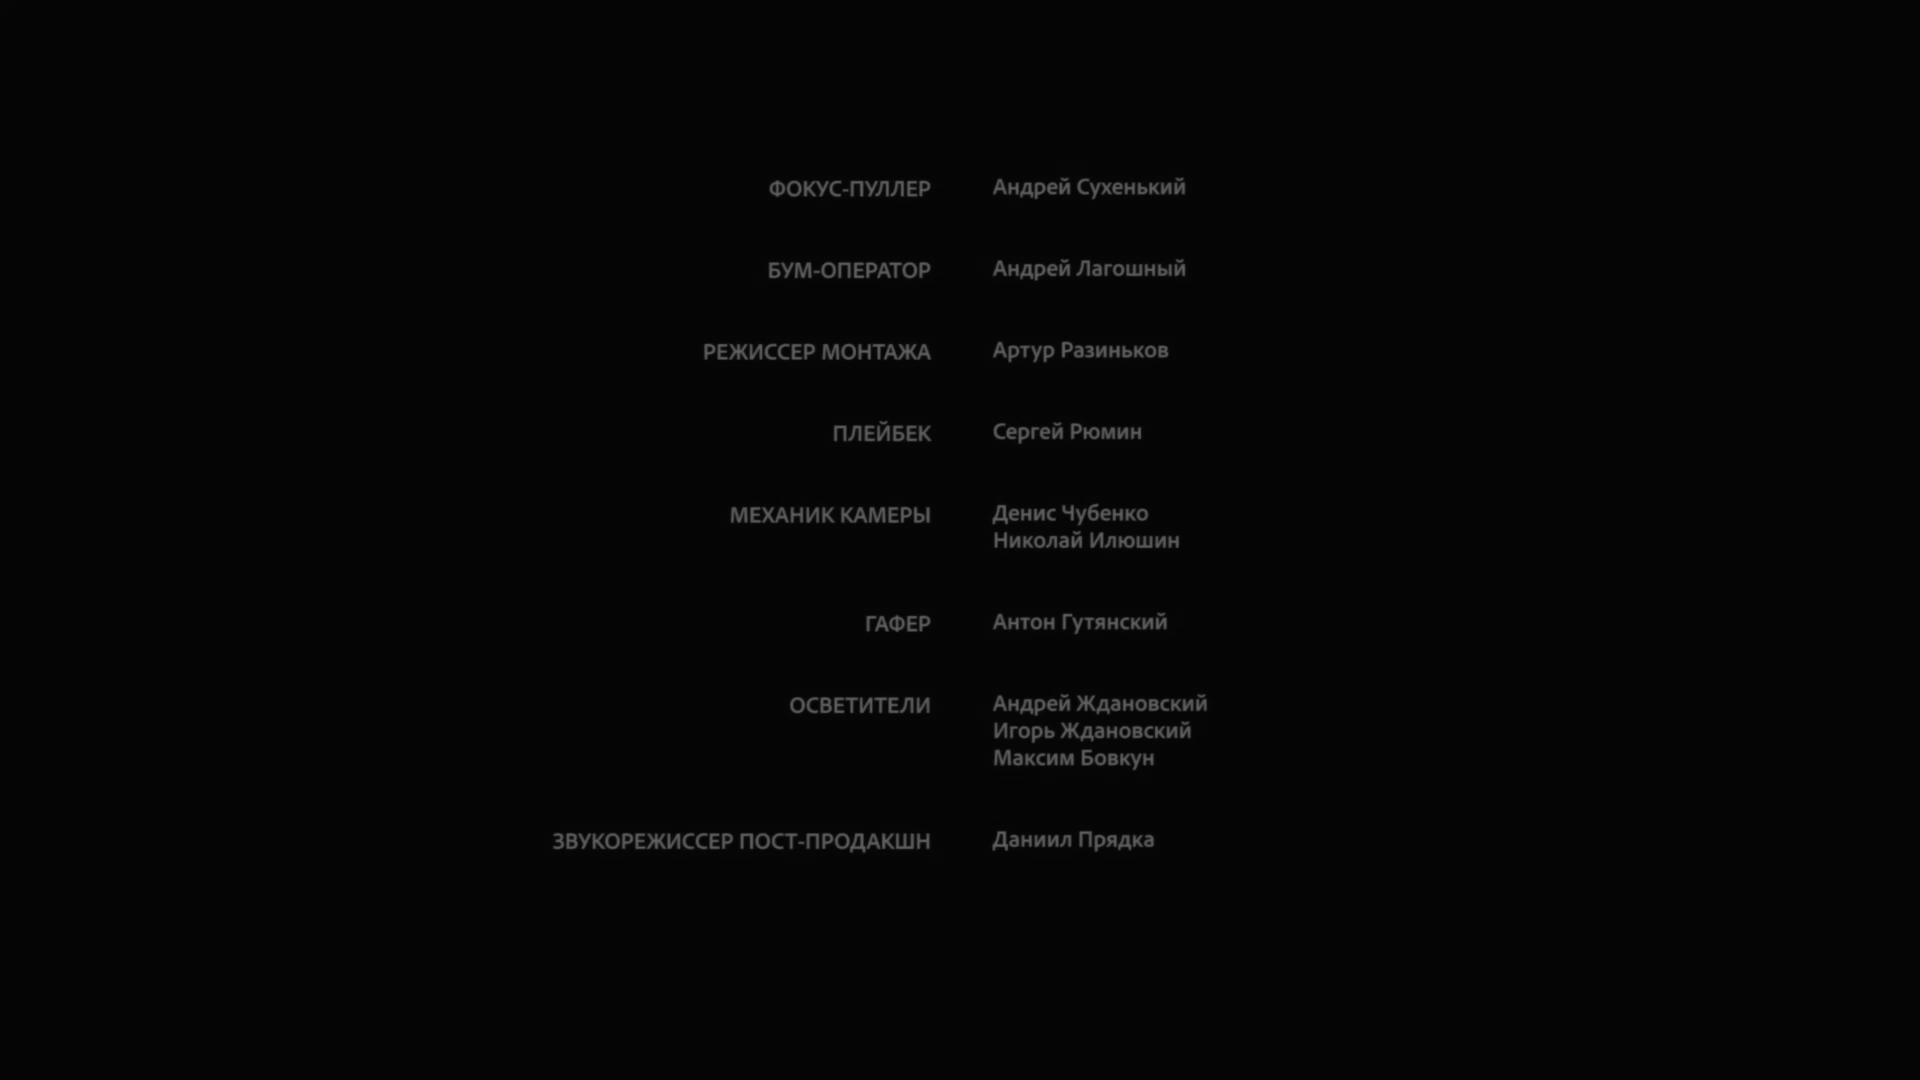 ФОКУС-ПУЛЛЕР Андрей Сухенький
БУМ-ОПЕРАТОР Андрей Лагошный
РЕЖИССЕР МОНТАЖА Артур Разиньков
ПЛЕЙБЕК Сергей Рюмин
МЕХАНИК КАМЕРЫ Денис Чубенко
Николай Илюшин
ГАФЕР Антон Гутянский
ОСВЕТИТЕЛИ Андрей Ждановский
Игорь Ждановский
Максим Бовкун
ЗВУКОРЕЖИССЕР ПОСТ-ПРОДАКШН Даниил Прядка